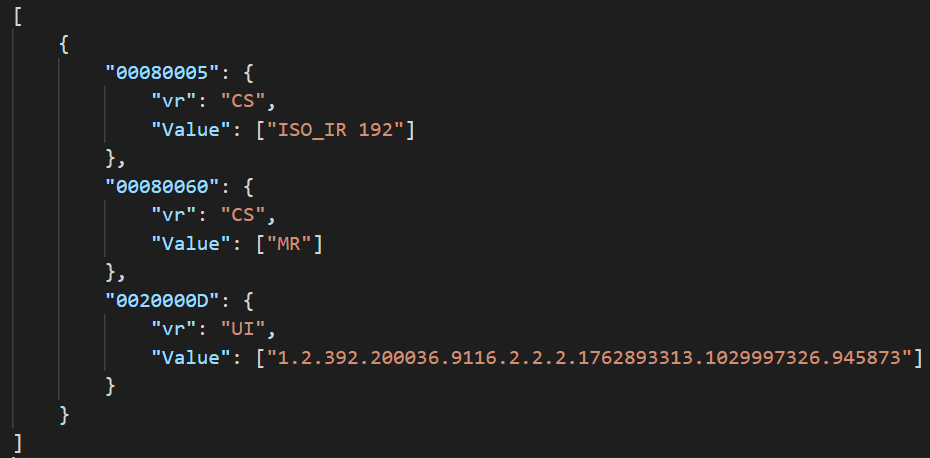 [
    {
        "00080005": {
            "vr": "CS",
            "Value": ["ISO_IR 192"]
        },
        "00080060": {
            "vr": "CS",
            "Value": ["MR"]
        },
        "0020000D": {
            "vr": "UI",
            "Value": ["1.2.392.200036.9116.2.2.2.1762893313.1029997326.945873"]
        }
    }
]